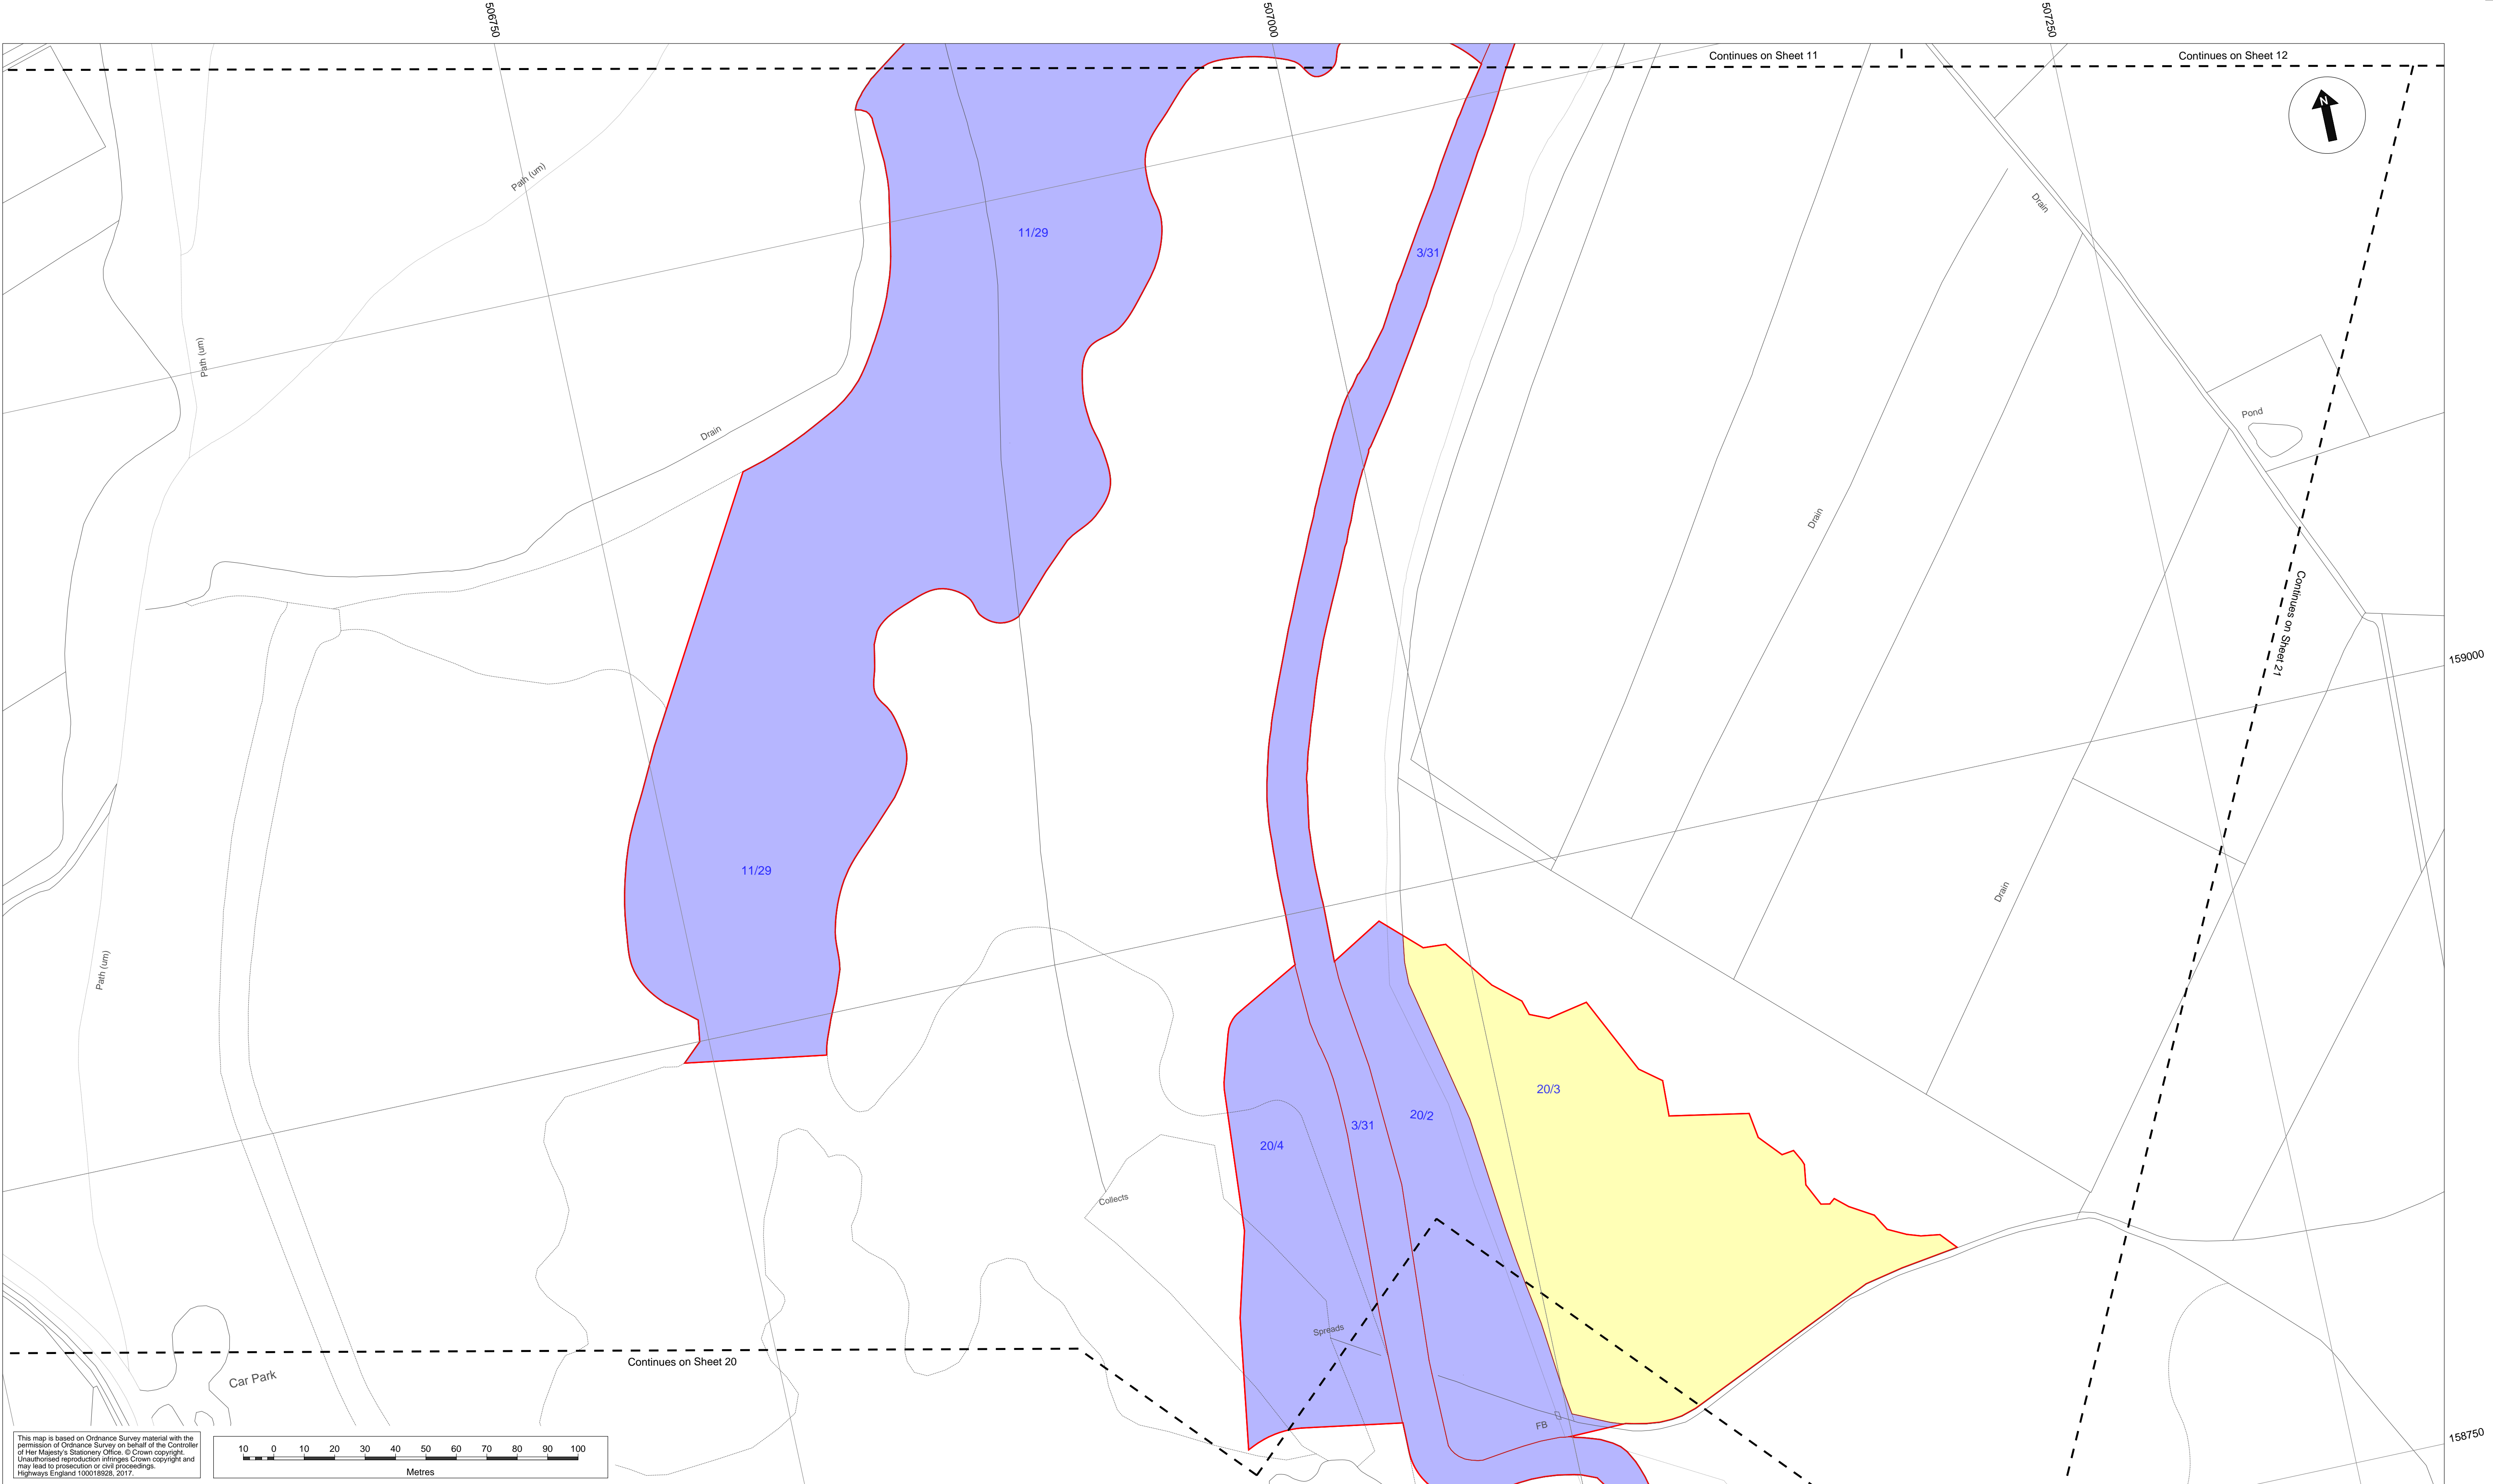 506750
507000
507250
Continues on Sheet 11
Continues on Sheet 12
N
Path (um)
Drain
11/29
3/31
Path (um)
Drain
Pond
Drain
Continues on Sheet 21
159000
11/29
Drain
Path (um)
20/3
20/2
3/31
20/4
Collects
Spreads
Continues on Sheet 20
Car Park
FB
158750
This map is based on Ordnance Survey material with the
permission of Ordnance Survey on behalf of the Controller
of Her Majesty's Stationery Office. © Crown copyright.
Unauthorised reproduction infringes Crown copyright and
may lead to prosecution or civil proceedings.
Highways England 100018928, 2017.
10 0 10 20 30 40 50 60 70 80 90 100
Metres